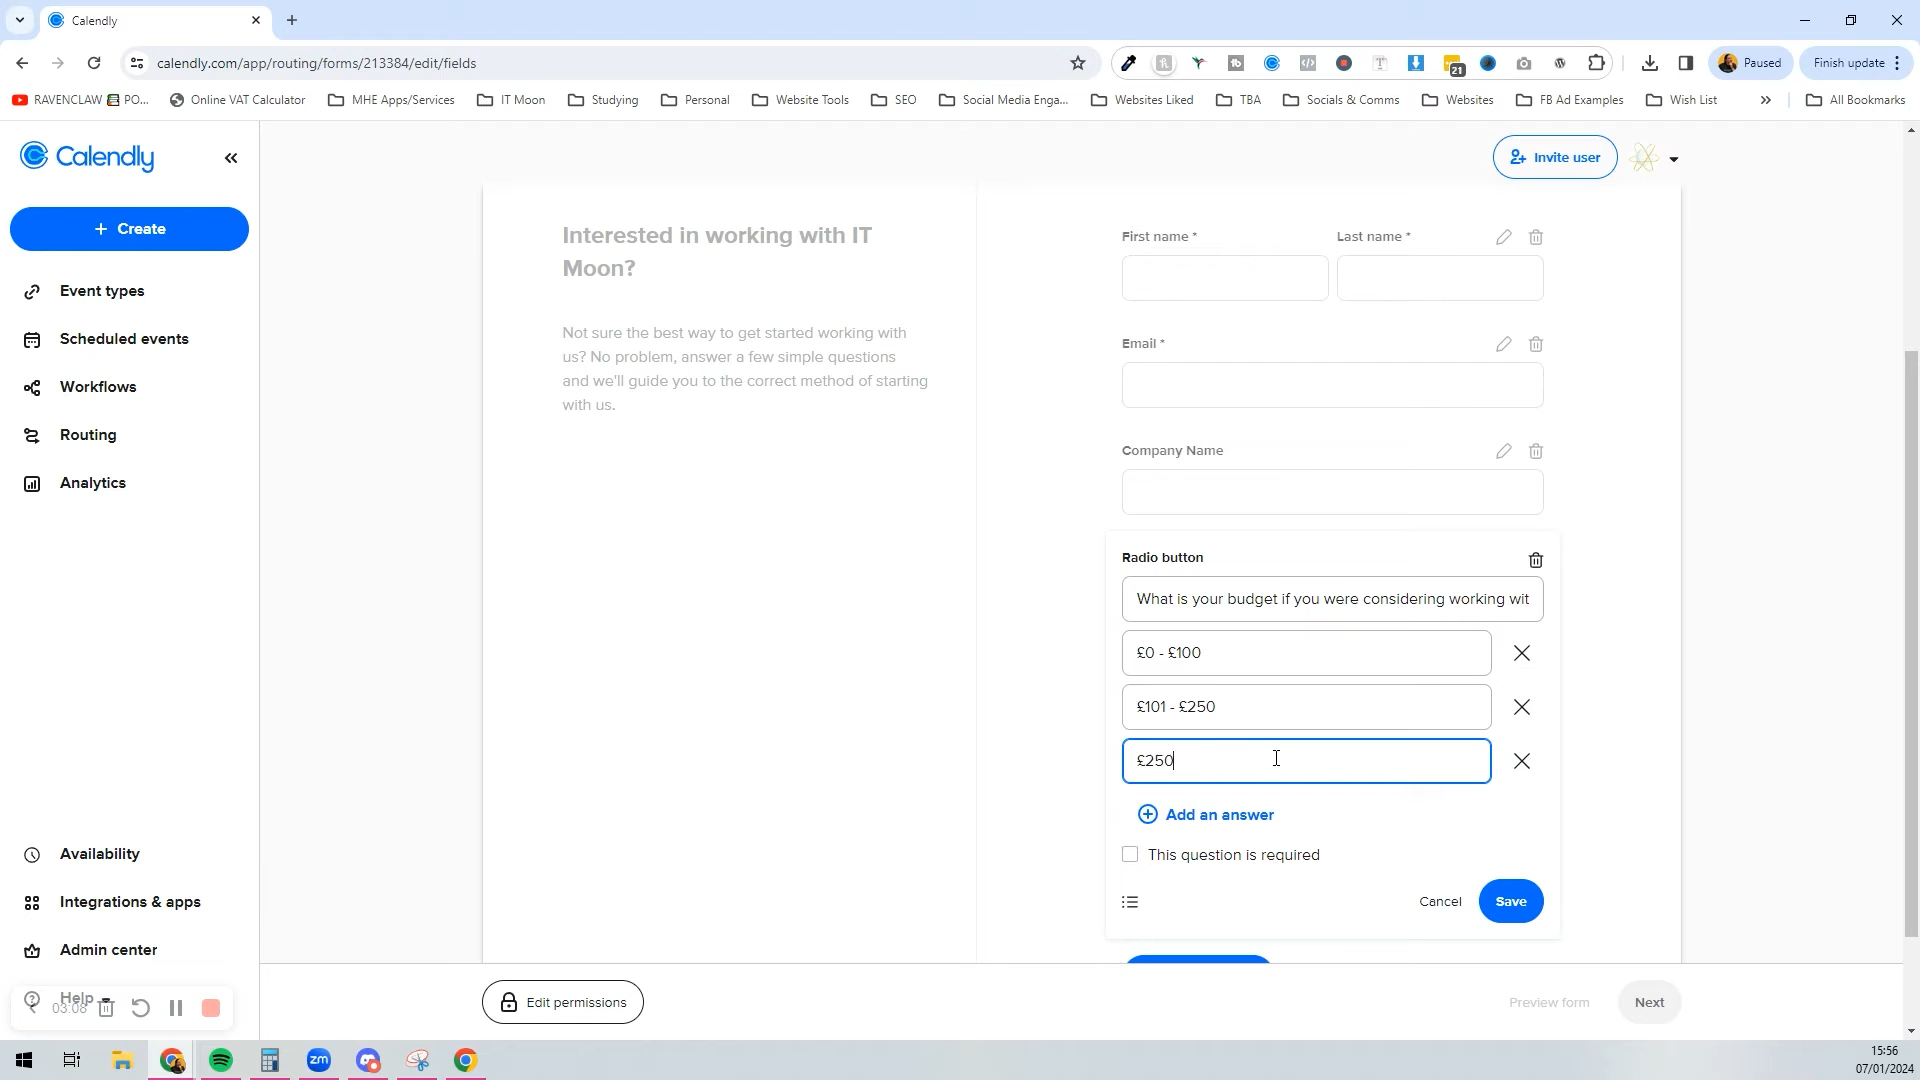 Calendly
calendly.com/app/routing/forms/213384/edit/fields
21
Paused
Finish update
RAVENCLAW
PO...
Online VAT Calculator
MHE Apps/Services
IT Moon
Studying
Personal
Website Tools
SEO
Social Media Enga...
Websites Liked
TBA
Socials & Comms
Websites
FB Ad Examples
Wish List
All Bookmarks
Calendly
Invite user
+ Create
Event types
Scheduled events
Workflows
Routing
Analytics
Availability
Integrations & apps
Admin center
Help
03:08
Interested in working with IT
Moon?
Not sure the best way to get started working with
us? No problem, answer a few simple questions
and we'll guide you to the correct method of starting
with us.
First name *
Last name *
Email *
Company Name
Radio button
What is your budget if you were considering working wit
£0 - £100
£101 - £250
£250
Add an answer
This question is required
Cancel
Save
Edit permissions
Preview form
Next
zm
15:56
07/01/2024